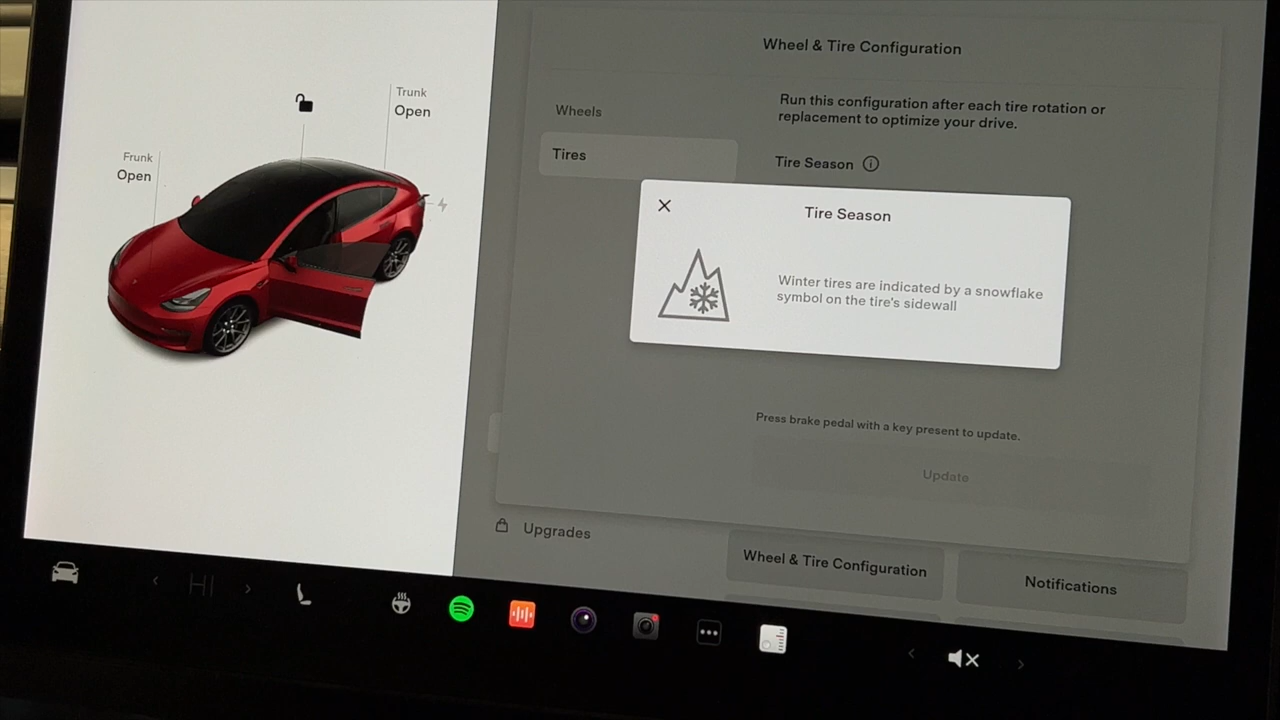 Trunk
Open
Frunk
Open
Wheel & Tire Configuration
Wheels
Tires
Run this configuration after each tire rotation or
replacement to optimize your drive.
Tire Season
Tire Season
Winter tires are indicated by a snowflake
symbol on the tire's sidewall
Press brake pedal with a key present to update.
Update
Upgrades
Wheel & Tire Configuration
Notifications
HI